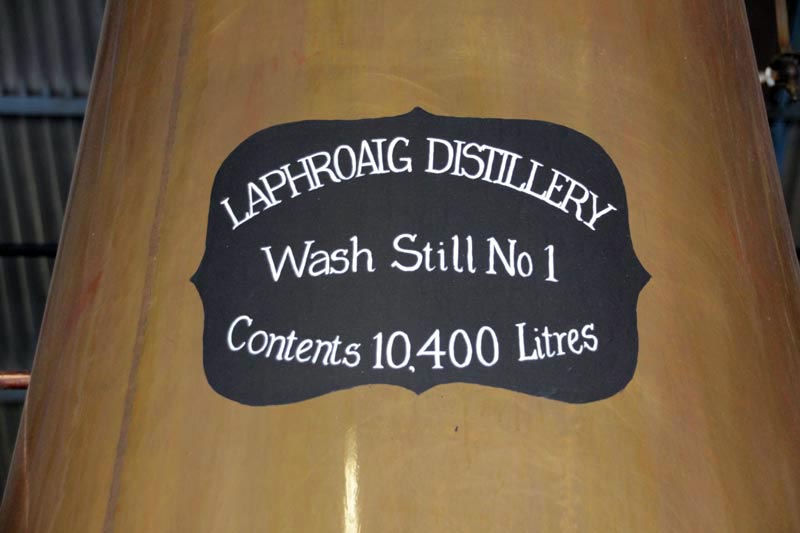 LAPHROAIG DISTILLERY
Wash Still No 1
Contents 10,400 Litres